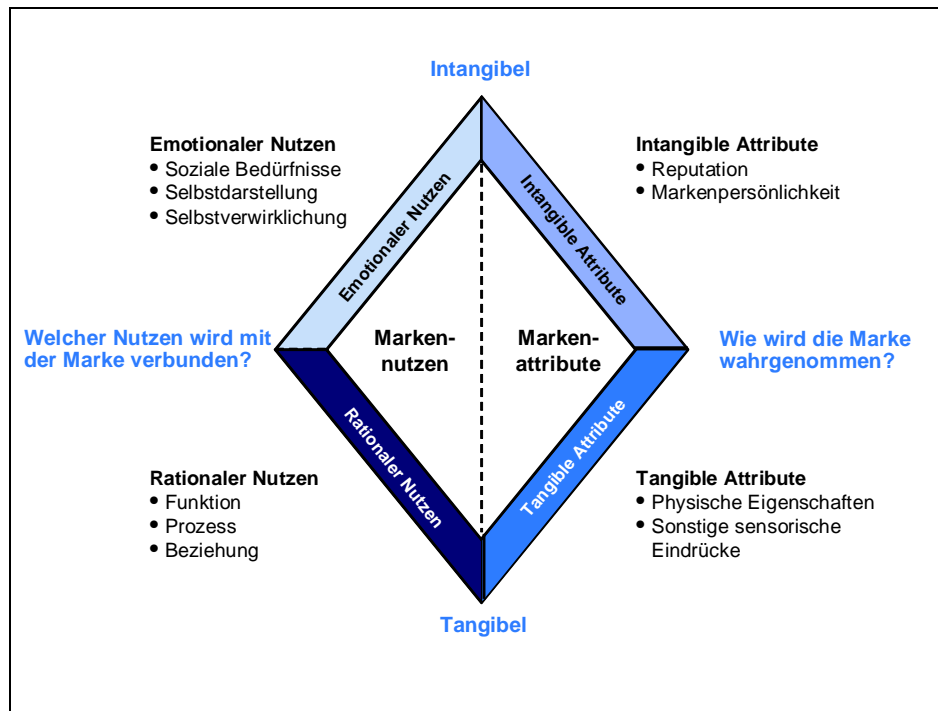 Intangibel
Emotionaler Nutzen
• Soziale Bedürfnisse
• Selbstdarstellung
• Selbstverwirklichung
Intangible Attribute
• Reputation
• Markenpersönlichkeit
Emotionaler Nutzen
Intangible Attribute
Welcher Nutzen wird mit
der Marke verbunden?
Marken-
nutzen
Marken-
attribute
Wie wird die Marke
wahrgenommen?
Rationaler Nutzen
Tangible Attribute
Rationaler Nutzen
• Funktion
• Prozess
• Beziehung
Tangible Attribute
• Physische Eigenschaften
• Sonstige sensorische
Eindrücke
Tangibel